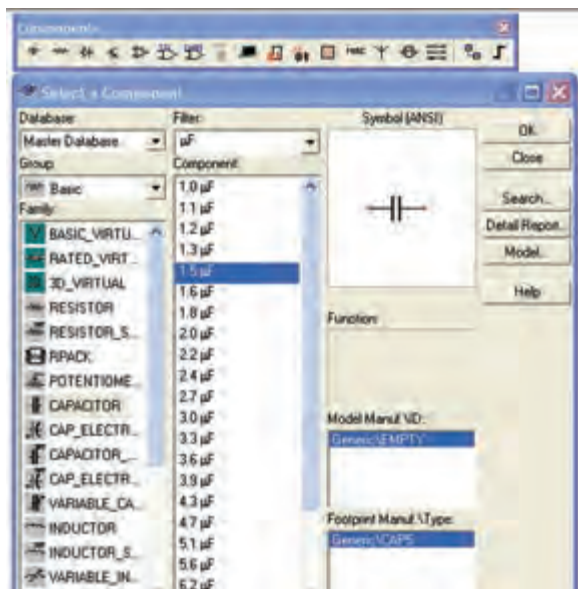 Components
Select a Component
Database:
Master Database
Group:
Basic
Family:
BASIC_VIRTU...
RATED_VIRT...
3D_VIRTUAL
RESISTOR
RESISTOR_S...
RPACK
POTENTIOME...
CAPACITOR
CAP_ELECTR...
CAPACITOR_...
CAP_ELECTR...
VARIABLE_CA...
INDUCTOR
INDUCTOR_S...
VARIABLE_IN...
Filter:
µF
Component:
1.0 µF
1.1 µF
1.2 µF
1.3 µF
1.5 µF
1.6 µF
1.8 µF
2.0 µF
2.2 µF
2.4 µF
2.7 µF
3.0 µF
3.3 µF
3.6 µF
3.9 µF
4.3 µF
4.7 µF
5.1 µF
5.6 µF
6.2 µF
Symbol (ANSI)
Function:
Model Manuf.\ID:
Generic\EMPTY
Footprint Manuf.\Type:
Generic\CAP5
OK
Close
Search...
Detail Report...
Model...
Help